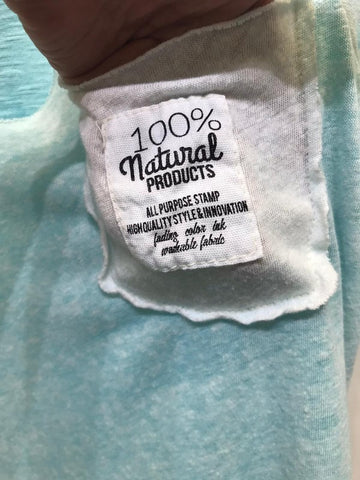 100%
Natural
PRODUCTS
ALL PURPOSE STAMP
HIGH QUALITY STYLE & INNOVATION
fading color ink
washable fabric